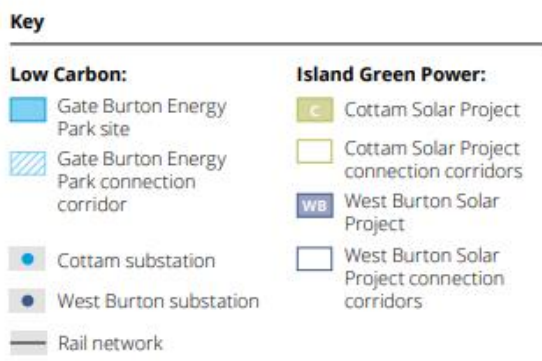 Key
Low Carbon:
Gate Burton Energy
Park site
Gate Burton Energy
Park connection
corridor
Cottam substation
West Burton substation
Rail network
Island Green Power:
C
Cottam Solar Project
Cottam Solar Project
connection corridors
WB
West Burton Solar
Project
West Burton Solar
Project connection
corridors